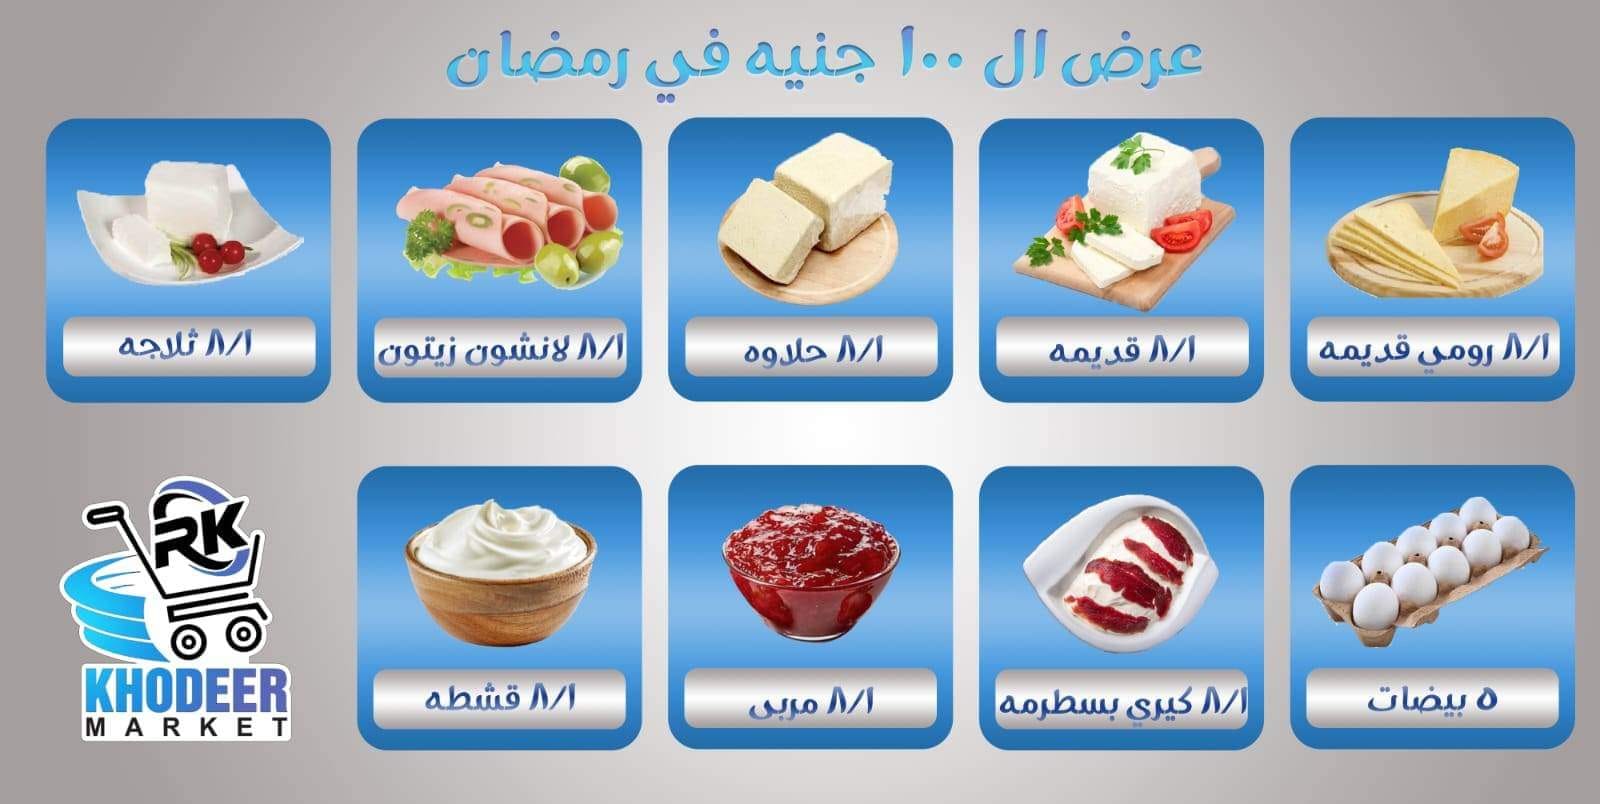 عرض ال ١٠٠ جنيه في رمضان
٨/١ رومي قديمه
٨/١ قديمه
٨/١ حلاوه
٨/١ لانشون زيتون
٨/١ ثلاجه
٥ بيضات
٨/١ كيري بسطرمه
٨/١ مربى
٨/١ قشطه
RK
KHODEER
MARKET